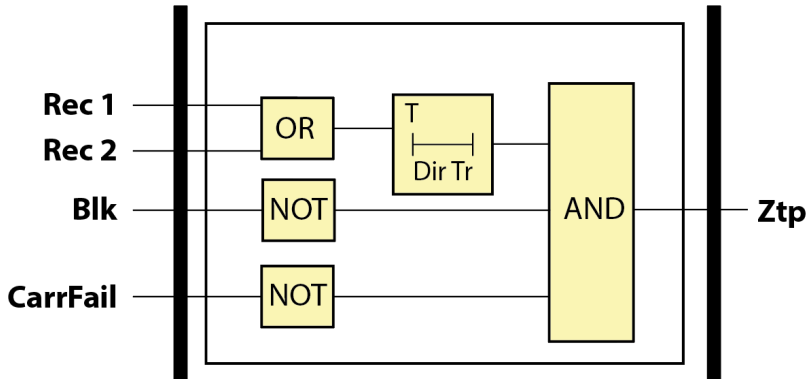 Rec 1
Rec 2
Blk
CarrFail
OR
NOT
NOT
T
Dir Tr
AND
Ztp